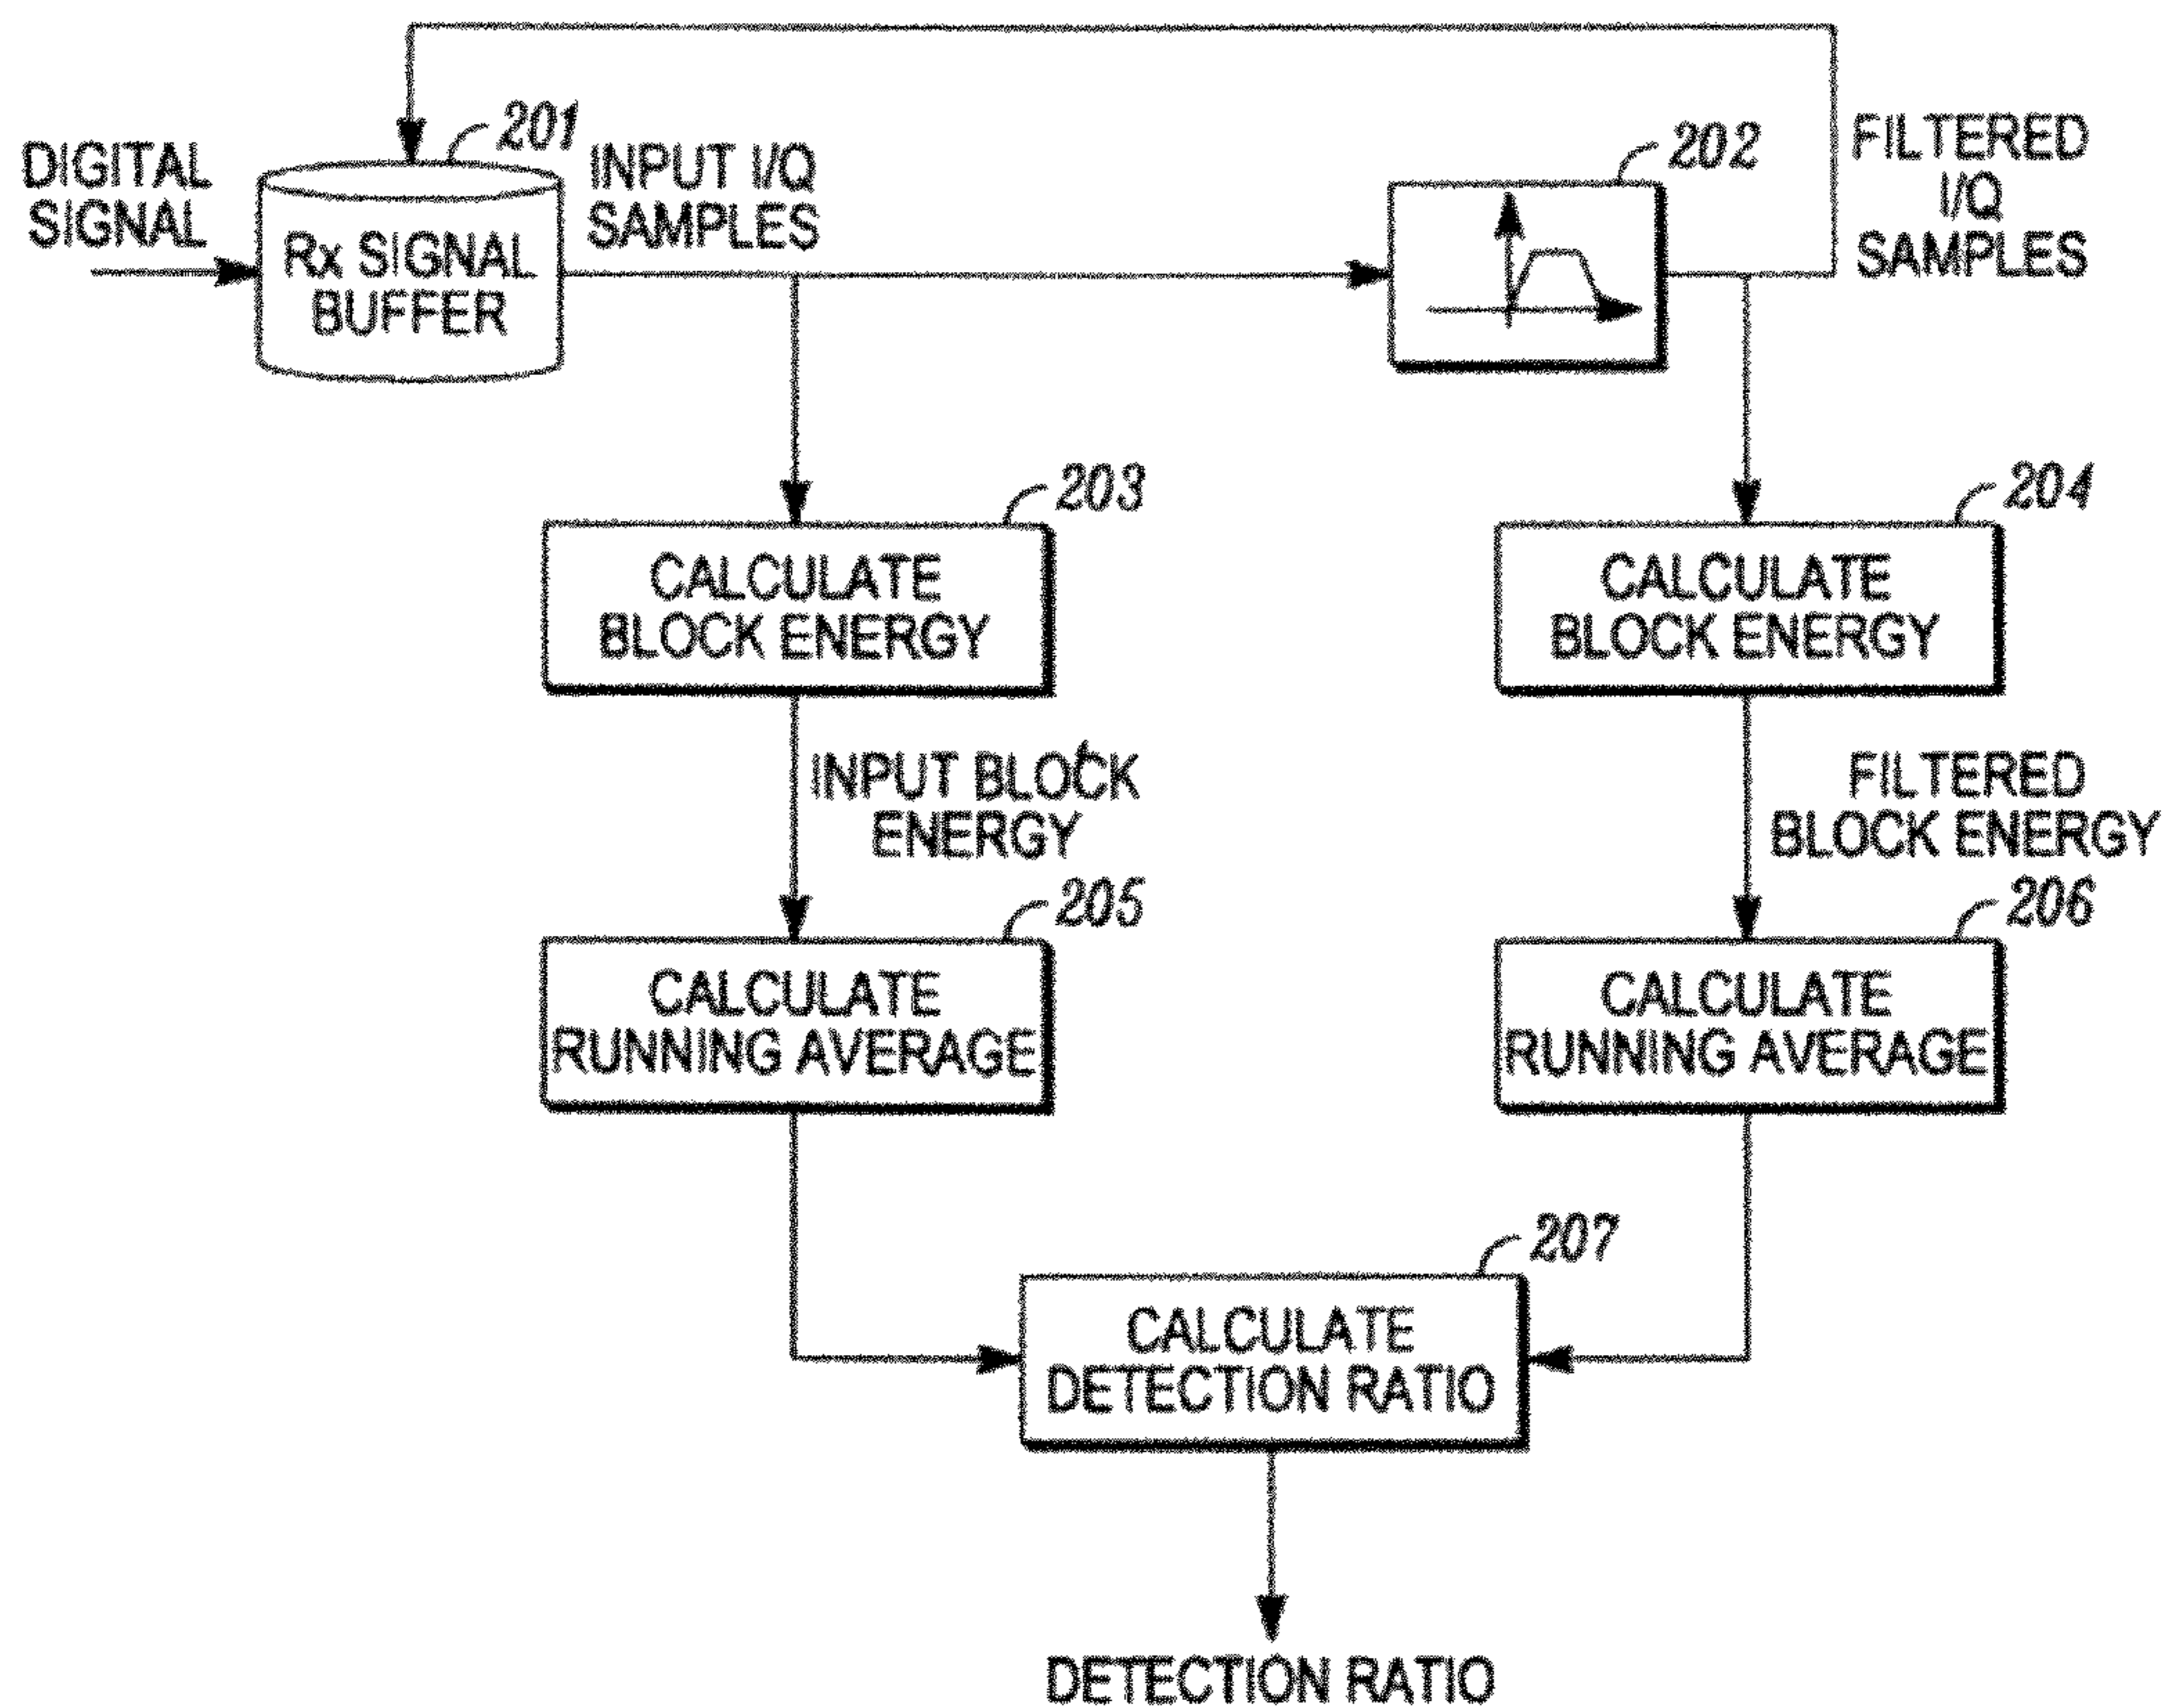 DIGITAL
SIGNAL
201
Rx SIGNAL
BUFFER
INPUT I/Q
SAMPLES
202
FILTERED
I/Q
SAMPLES
203
CALCULATE
BLOCK ENERGY
204
CALCULATE
BLOCK ENERGY
INPUT BLOCK
ENERGY
FILTERED
BLOCK ENERGY
205
CALCULATE
RUNNING AVERAGE
206
CALCULATE
RUNNING AVERAGE
207
CALCULATE
DETECTION RATIO
DETECTION RATIO